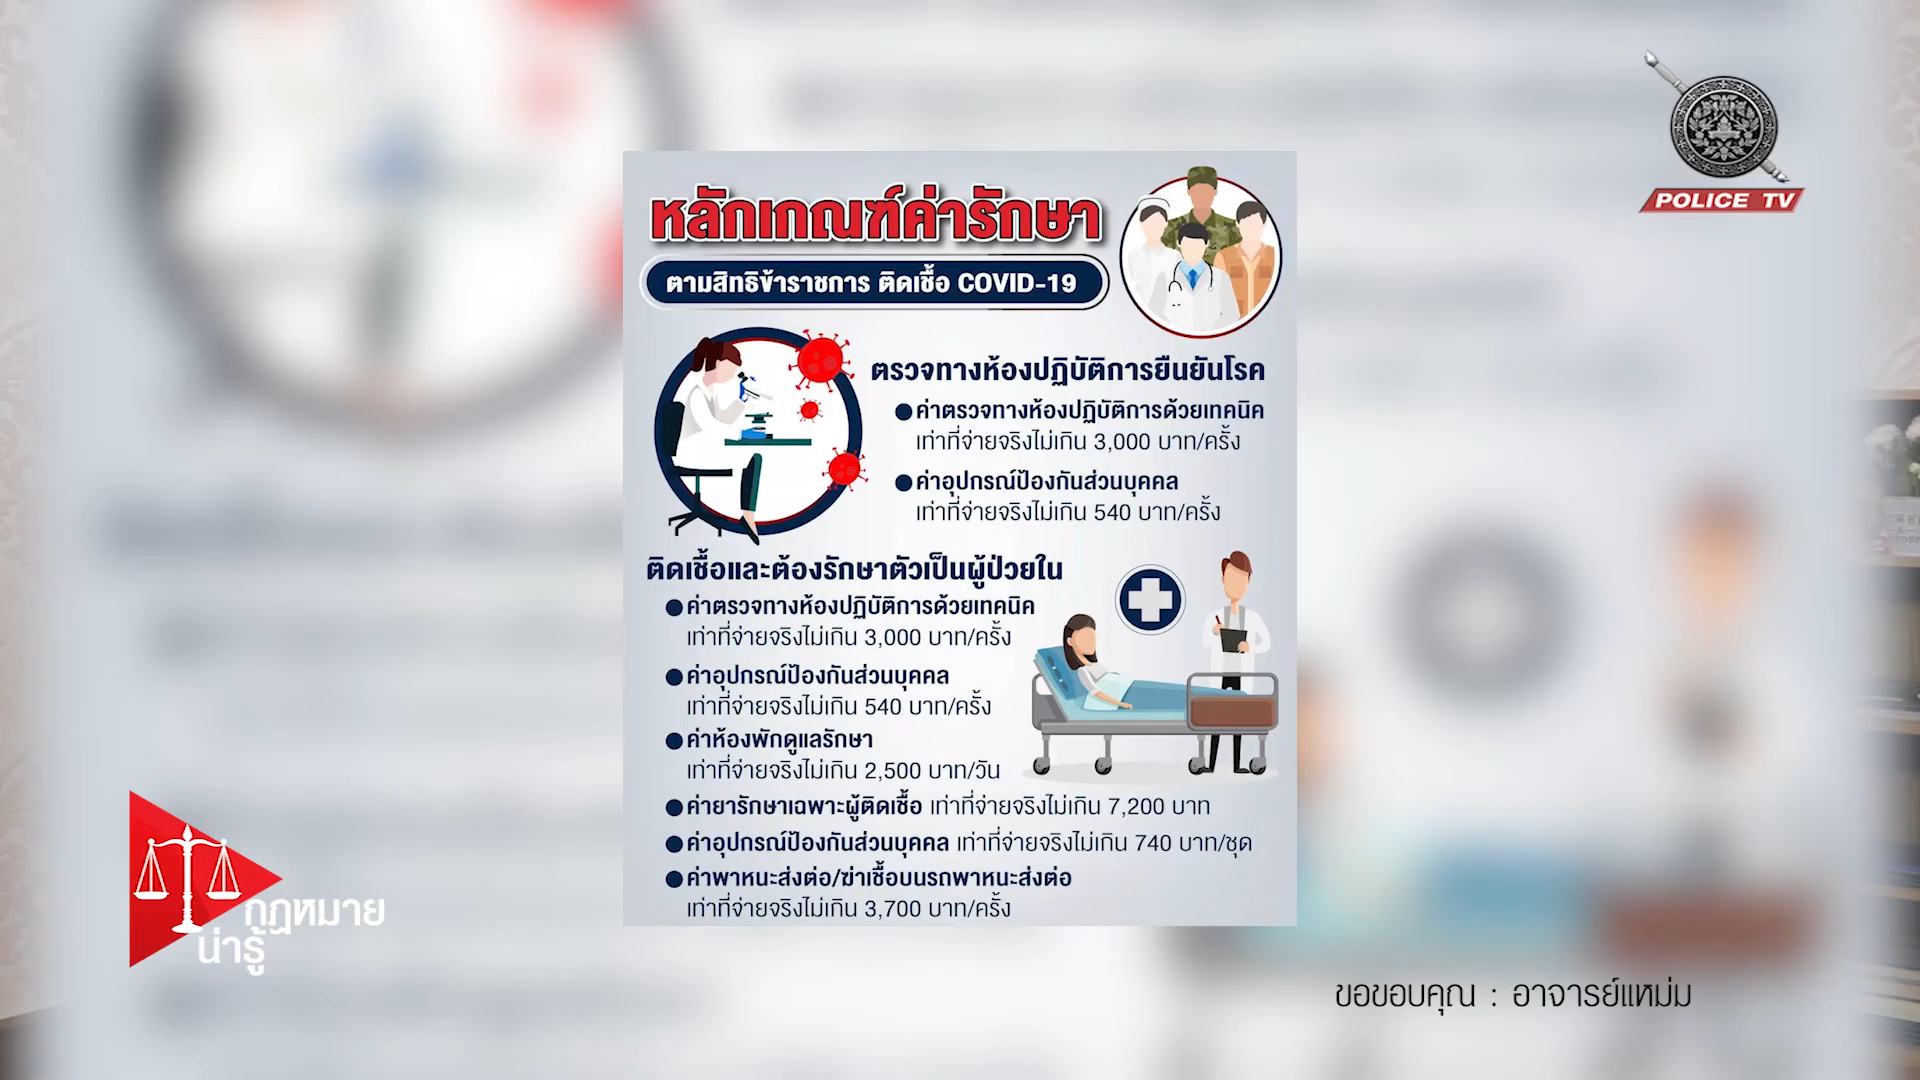 POLICE TV
หลักเกณฑ์ค่ารักษา
ตามสิทธิข้าราชการ ติดเชื้อ COVID-19
ตรวจทางห้องปฏิบัติการยืนยันโรค
●ค่าตรวจทางห้องปฏิบัติการด้วยเทคนิค
เท่าที่จ่ายจริงไม่เกิน 3,000 บาท/ครั้ง
●ค่าอุปกรณ์ป้องกันส่วนบุคคล
เท่าที่จ่ายจริงไม่เกิน 540 บาท/ครั้ง
ติดเชื้อและต้องรักษาตัวเป็นผู้ป่วยใน
●ค่าตรวจทางห้องปฏิบัติการด้วยเทคนิค
เท่าที่จ่ายจริงไม่เกิน 3,000 บาท/ครั้ง
●ค่าอุปกรณ์ป้องกันส่วนบุคคล
เท่าที่จ่ายจริงไม่เกิน 540 บาท/ครั้ง
●ค่าห้องพักดูแลรักษา
เท่าที่จ่ายจริงไม่เกิน 2,500 บาท/วัน
●ค่ายารักษาเฉพาะผู้ติดเชื้อ เท่าที่จ่ายจริงไม่เกิน 7,200 บาท
●ค่าอุปกรณ์ป้องกันส่วนบุคคล เท่าที่จ่ายจริงไม่เกิน 740 บาท/ชุด
●ค่าพาหนะส่งต่อ/ฆ่าเชื้อบนรถพาหนะส่งต่อ
เท่าที่จ่ายจริงไม่เกิน 3,700 บาท/ครั้ง
กฎหมาย
น่ารู้
ขอขอบคุณ : อาจารย์แหม่ม